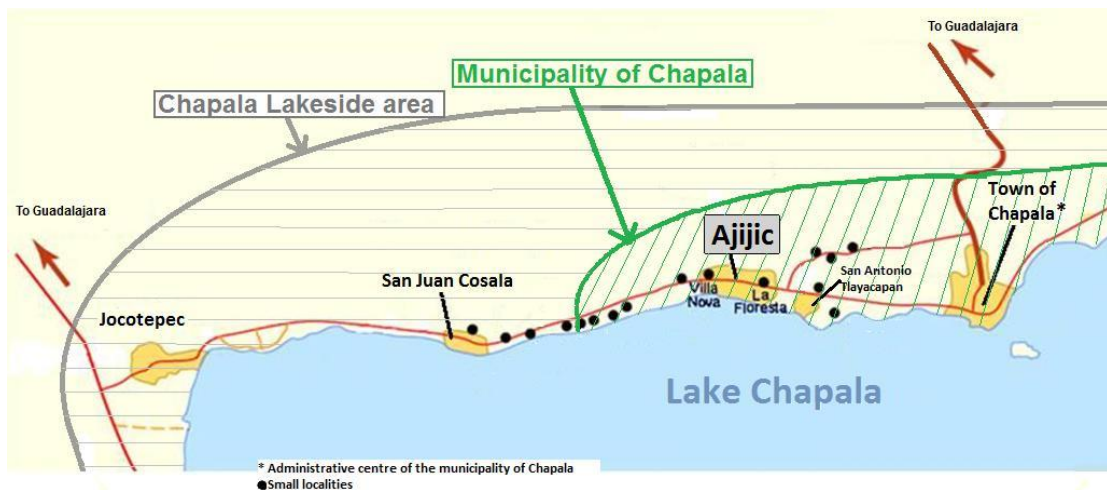 To Guadalajara
Municipality of Chapala
Chapala Lakeside area
To Guadalajara
Town of
Chapala*
Ajijic
San Juan Cosala
San Antonio
Tlayacapan
Villa
Nova
La
Floresta
Jocotepec
Lake Chapala
* Administrative centre of the municipality of Chapala
Small localities